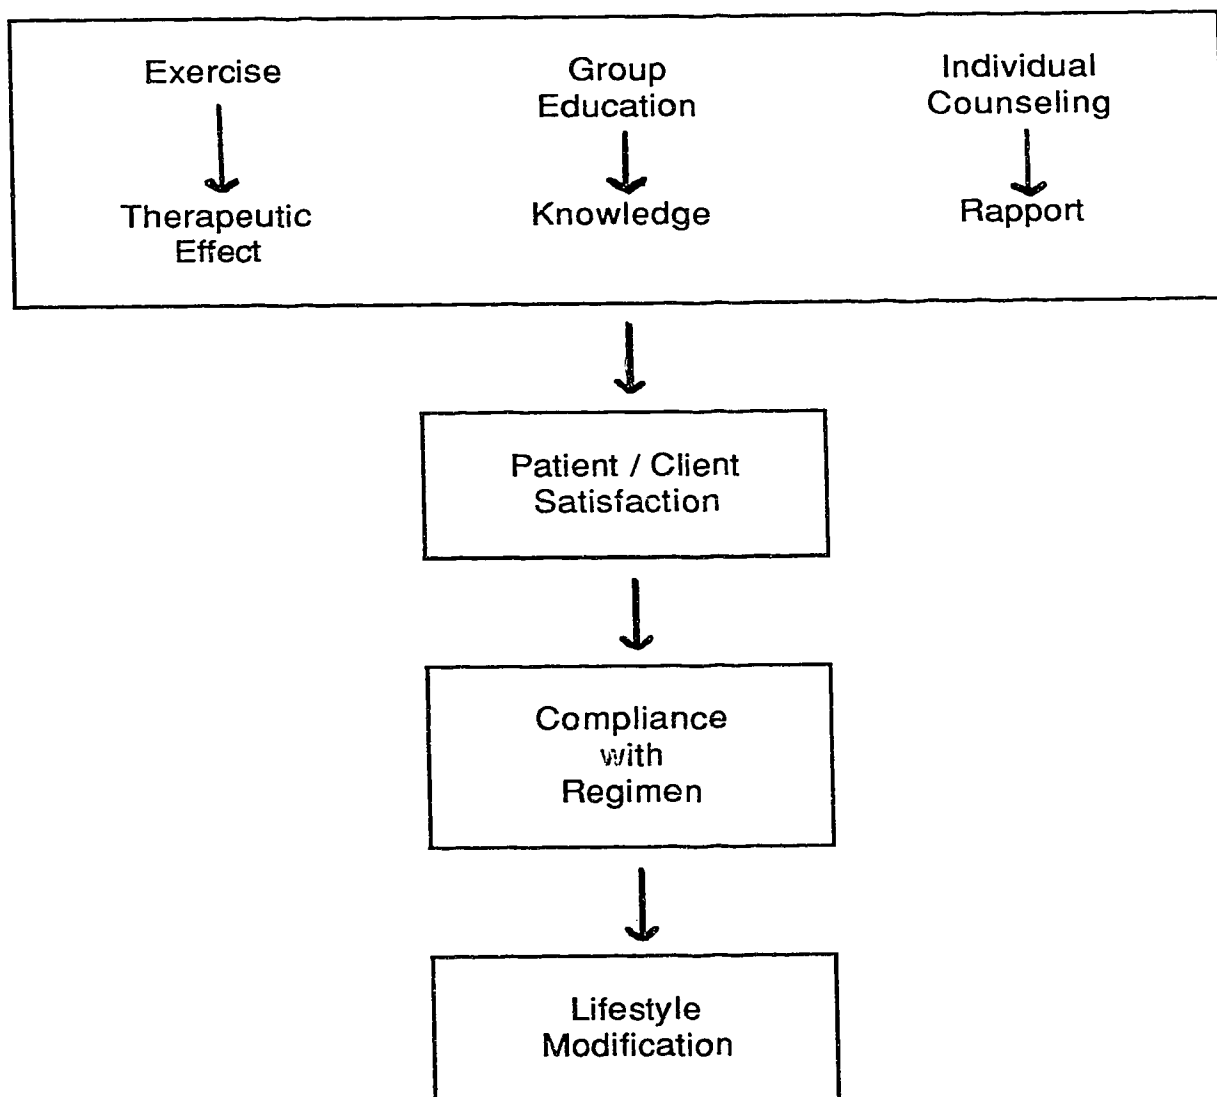 Exercise
Group
Education
Individual
Counseling
Therapeutic
Effect
Knowledge
Rapport
Patient / Client
Satisfaction
Compliance
with
Regimen
Lifestyle
Modification